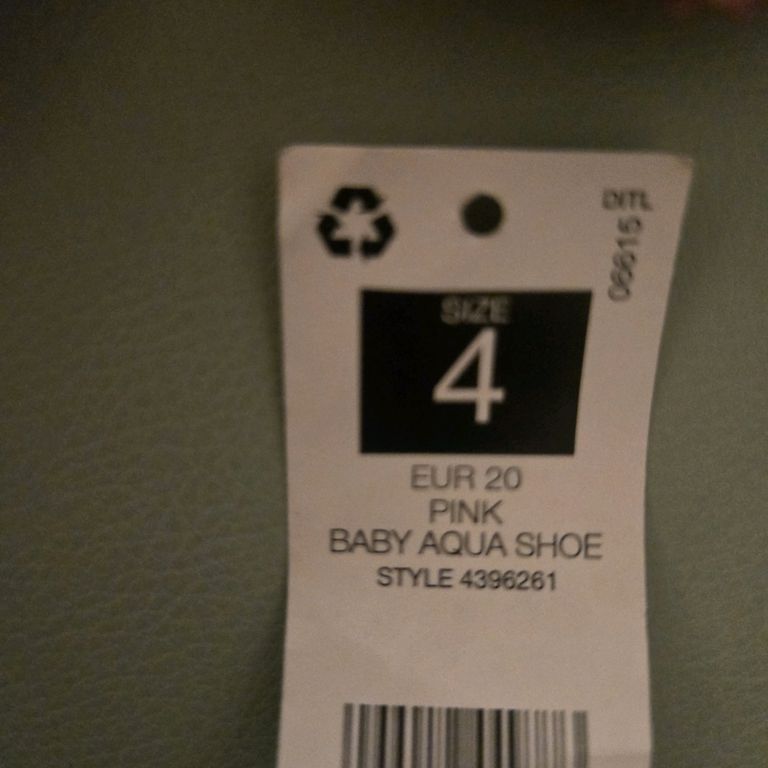 DITL
06615
SIZE
4
EUR 20
PINK
BABY AQUA SHOE
STYLE 4396261